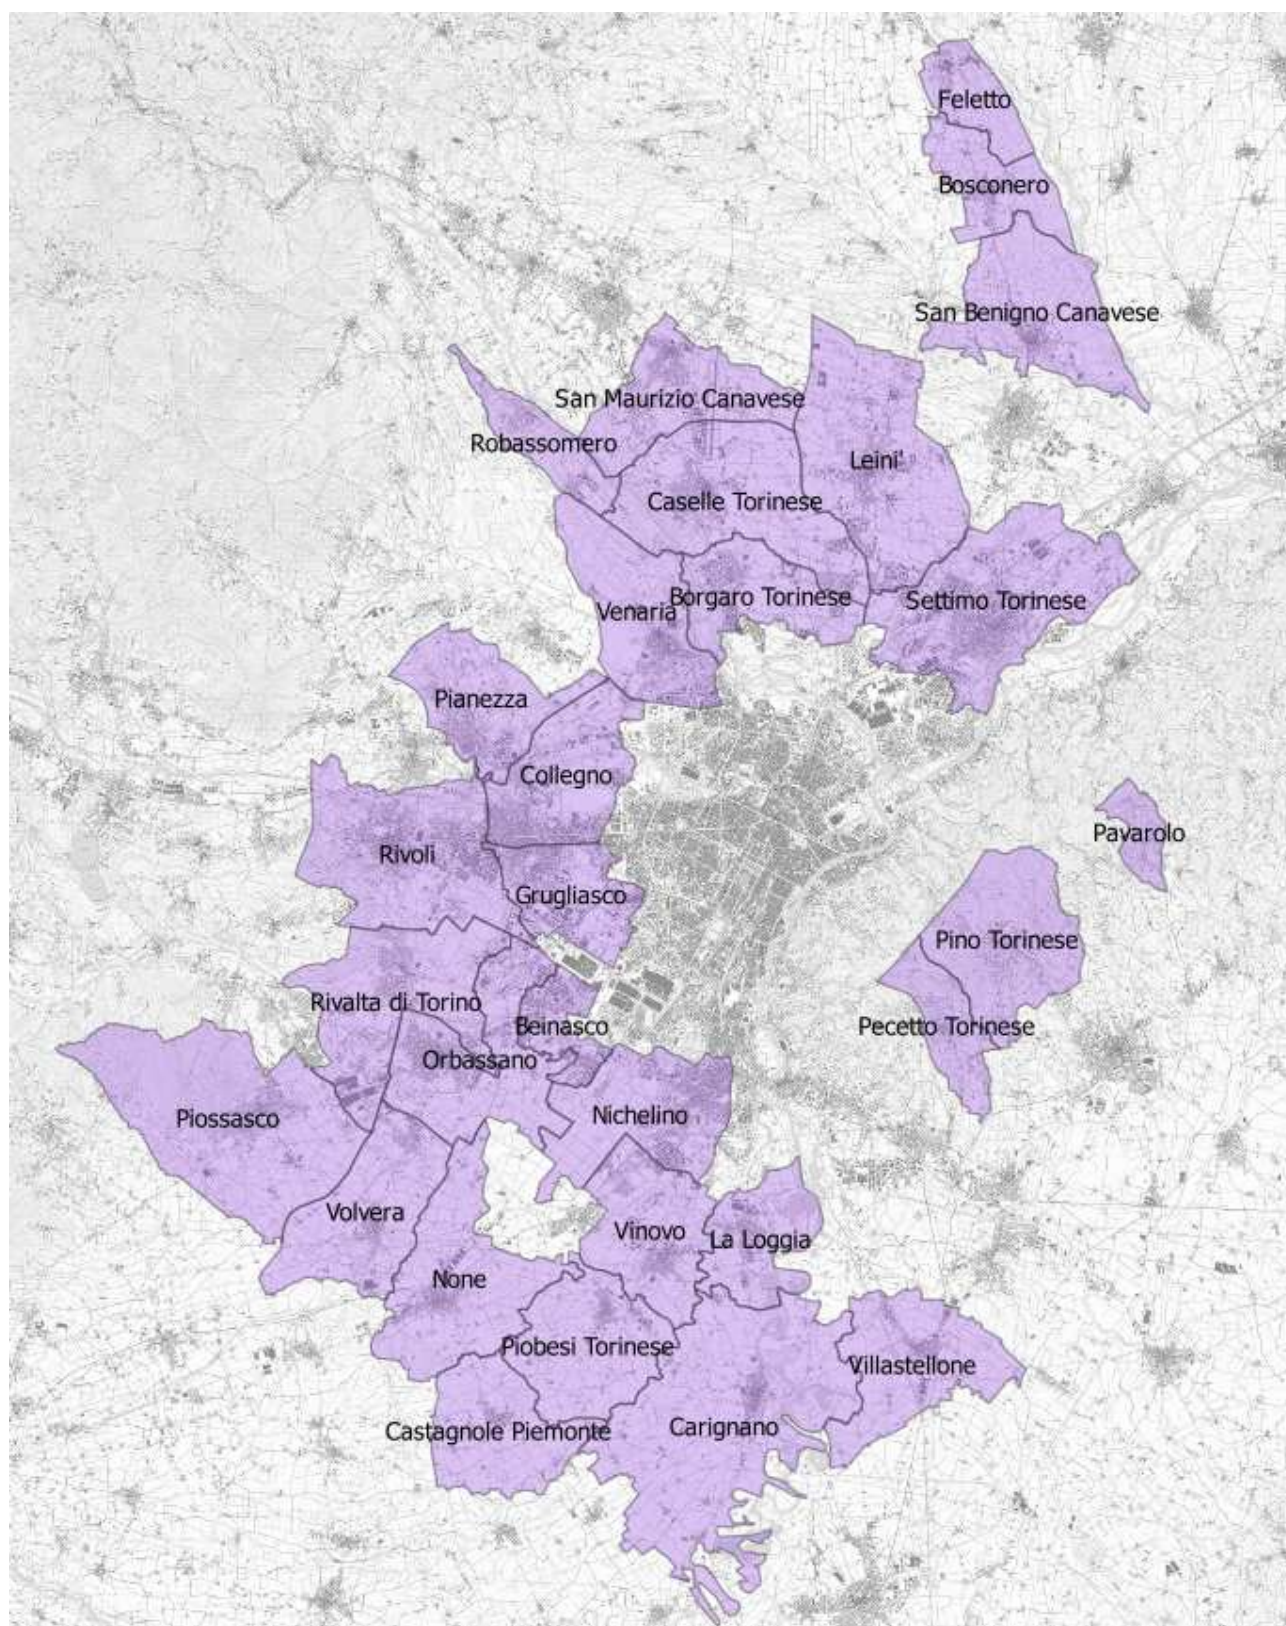 Feletto
Bosconero
San Benigno Canavese
San Maurizio Canavese
Robassomero
Leini'
Caselle Torinese
Borgaro Torinese
Settimo Torinese
Venaria
Pianezza
Collegno
Pavarolo
Rivoli
Grugliasco
Pino Torinese
Rivalta di Torino
Beinasco
Pecetto Torinese
Orbassano
Nichelino
Piossasco
Volvera
Vinovo
La Loggia
None
Piobesi Torinese
Villastellone
Castagnole Piemonte
Carignano